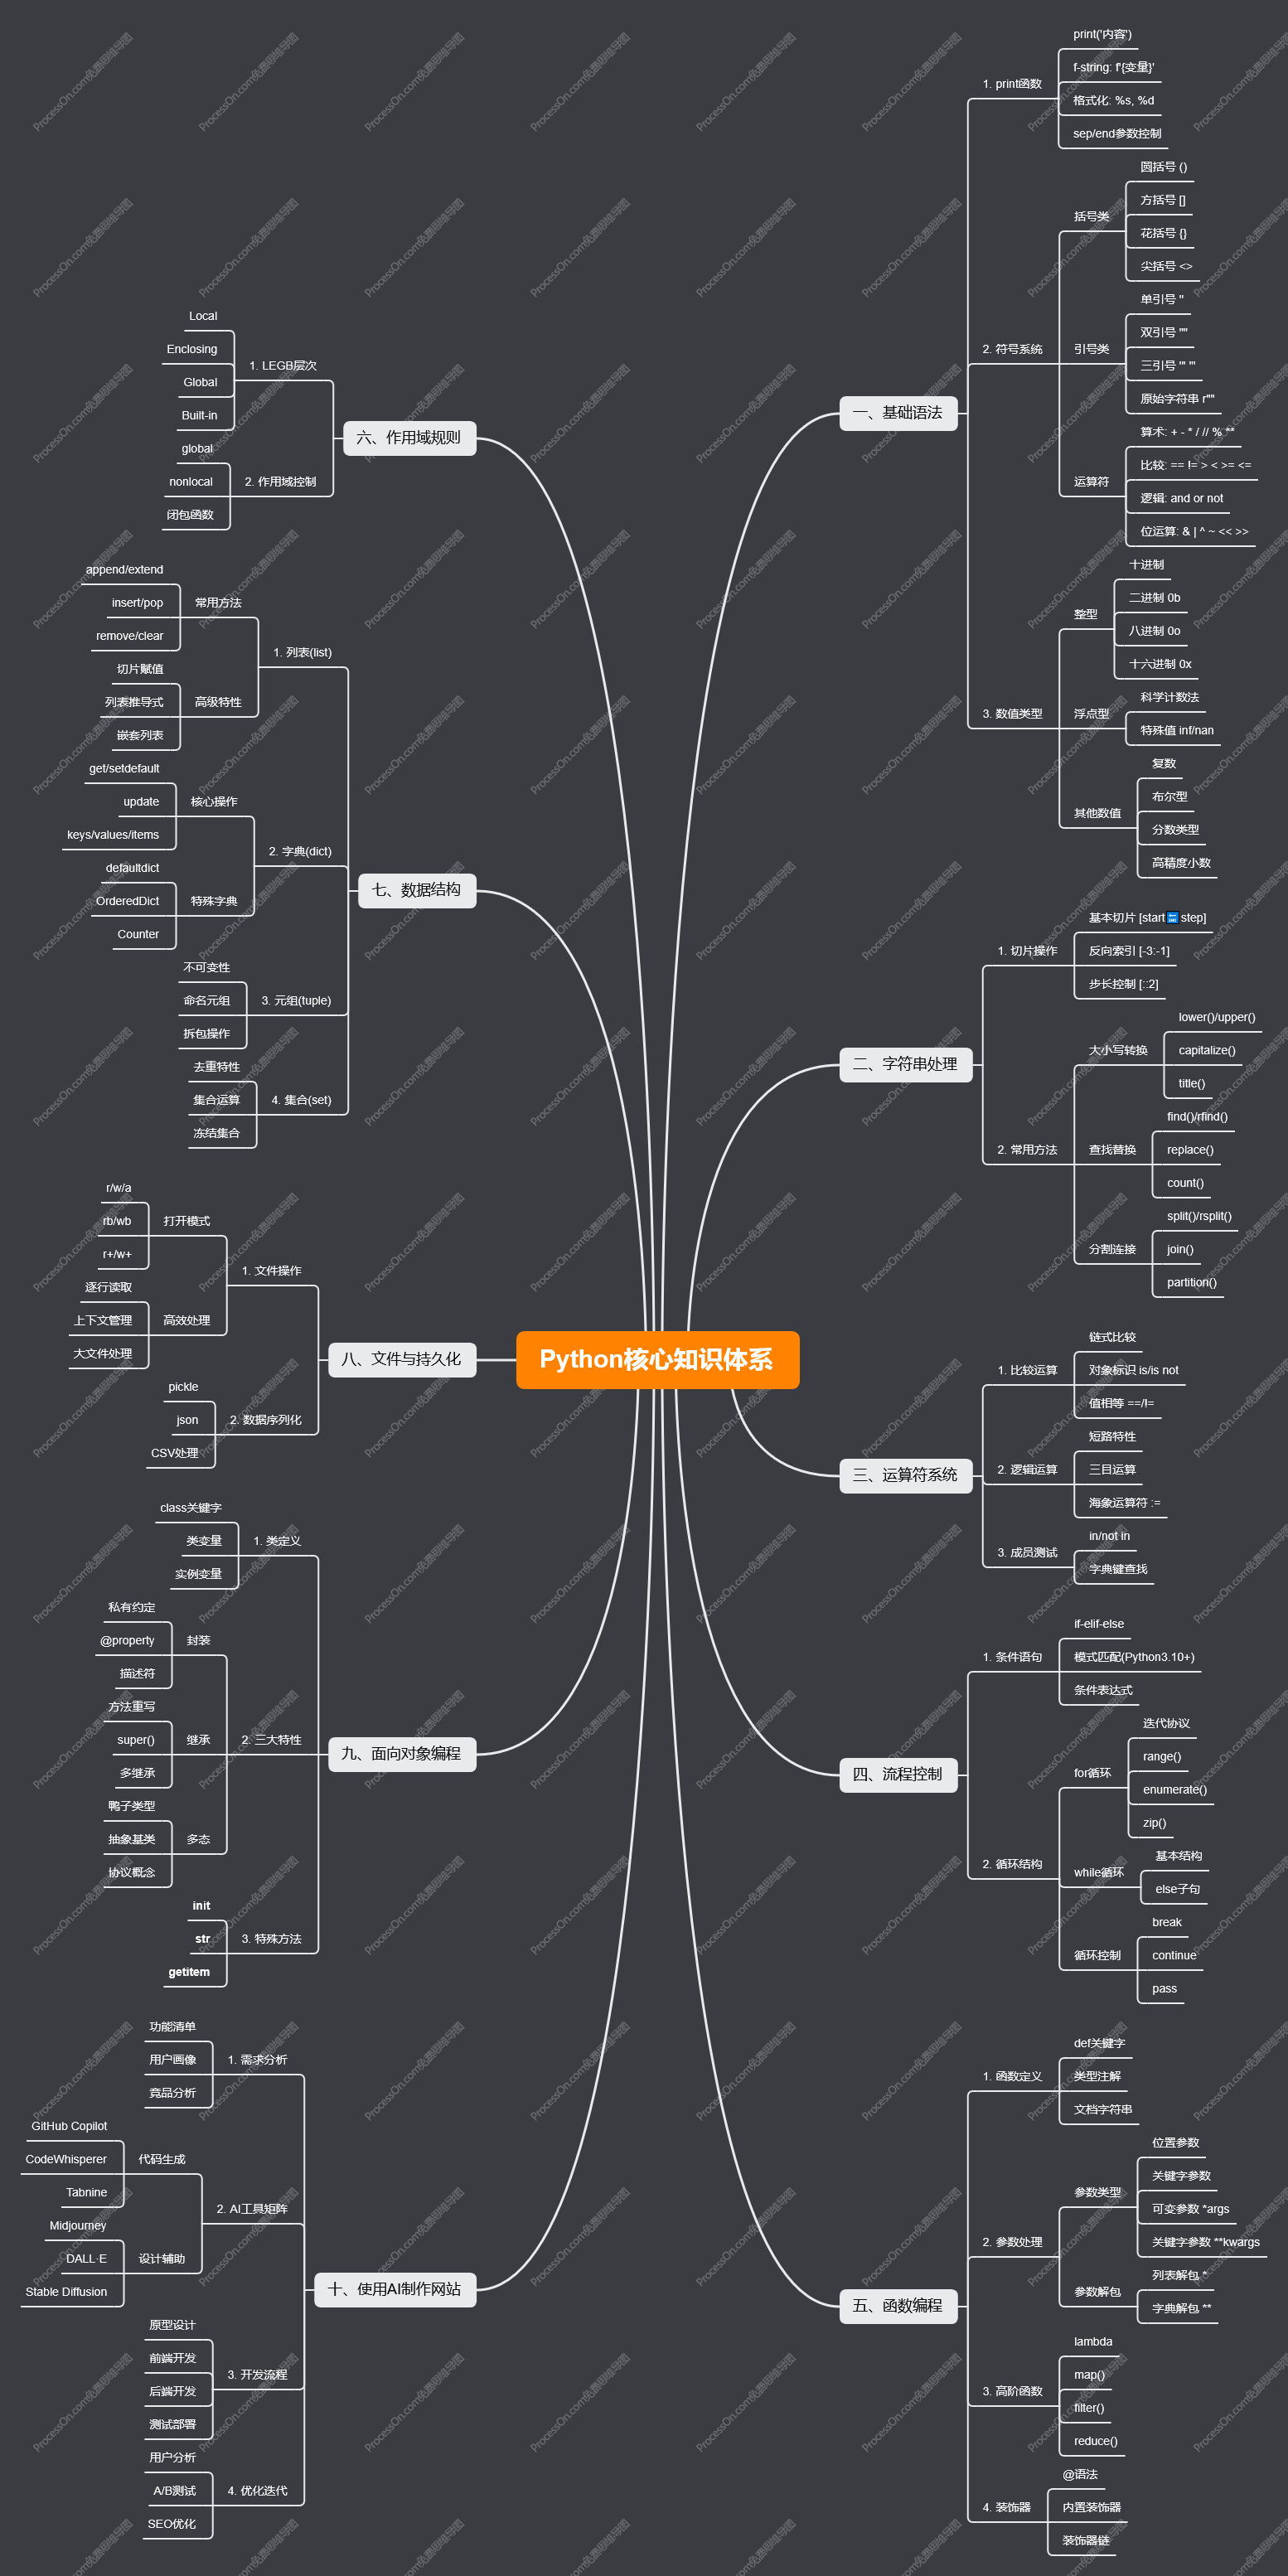 Python核心知识体系
一、基础语法
1. print函数
print('内容')
f-string: f'{变量}'
格式化: %s, %d
sep/end参数控制
2. 符号系统
括号类
圆括号 ()
方括号 []
花括号 {}
尖括号 <>
引号类
单引号 ''
双引号 ""
三引号 ''' '''
原始字符串 r""
运算符
算术: + - * / // % **
比较: == != > < >= <=
逻辑: and or not
位运算: & | ^ ~ << >>
3. 数值类型
整型
十进制
二进制 0b
八进制 0o
十六进制 0x
浮点型
科学计数法
特殊值 inf/nan
其他数值
复数
布尔型
分数类型
高精度小数
二、字符串处理
1. 切片操作
基本切片 [start🔚step]
反向索引 [-3:-1]
步长控制 [::2]
2. 常用方法
大小写转换
lower()/upper()
capitalize()
title()
查找替换
find()/rfind()
replace()
count()
分割连接
split()/rsplit()
join()
partition()
三、运算符系统
1. 比较运算
链式比较
对象标识 is/is not
值相等 ==/!=
2. 逻辑运算
短路特性
三目运算
海象运算符 :=
3. 成员测试
in/not in
字典键查找
四、流程控制
1. 条件语句
if-elif-else
模式匹配(Python3.10+)
条件表达式
2. 循环结构
for循环
迭代协议
range()
enumerate()
zip()
while循环
基本结构
else子句
循环控制
break
continue
pass
五、函数编程
1. 函数定义
def关键字
类型注解
文档字符串
2. 参数处理
参数类型
位置参数
关键字参数
可变参数 *args
关键字参数 **kwargs
参数解包
列表解包 *
字典解包 **
3. 高阶函数
lambda
map()
filter()
reduce()
4. 装饰器
@语法
内置装饰器
装饰器链
六、作用域规则
1. LEGB层次
Local
Enclosing
Global
Built-in
2. 作用域控制
global
nonlocal
闭包函数
七、数据结构
1. 列表(list)
常用方法
append/extend
insert/pop
remove/clear
高级特性
切片赋值
列表推导式
嵌套列表
2. 字典(dict)
核心操作
get/setdefault
update
keys/values/items
特殊字典
defaultdict
OrderedDict
Counter
3. 元组(tuple)
不可变性
命名元组
拆包操作
4. 集合(set)
去重特性
集合运算
冻结集合
八、文件与持久化
1. 文件操作
打开模式
r/w/a
rb/wb
r+/w+
高效处理
逐行读取
上下文管理
大文件处理
2. 数据序列化
pickle
json
CSV处理
九、面向对象编程
1. 类定义
class关键字
类变量
实例变量
2. 三大特性
封装
私有约定
@property
描述符
继承
方法重写
super()
多继承
多态
鸭子类型
抽象基类
协议概念
3. 特殊方法
init
str
getitem
十、使用AI制作网站
1. 需求分析
功能清单
用户画像
竞品分析
2. AI工具矩阵
代码生成
GitHub Copilot
CodeWhisperer
Tabnine
设计辅助
Midjourney
DALL·E
Stable Diffusion
3. 开发流程
原型设计
前端开发
后端开发
测试部署
4. 优化迭代
用户分析
A/B测试
SEO优化
ProcessOn.com免费思维导图